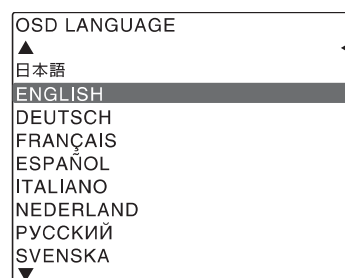 OSD LANGUAGE
日本語
ENGLISH
DEUTSCH
FRANÇAIS
ESPAÑOL
ITALIANO
NEDERLAND
РУССКИЙ
SVENSKA